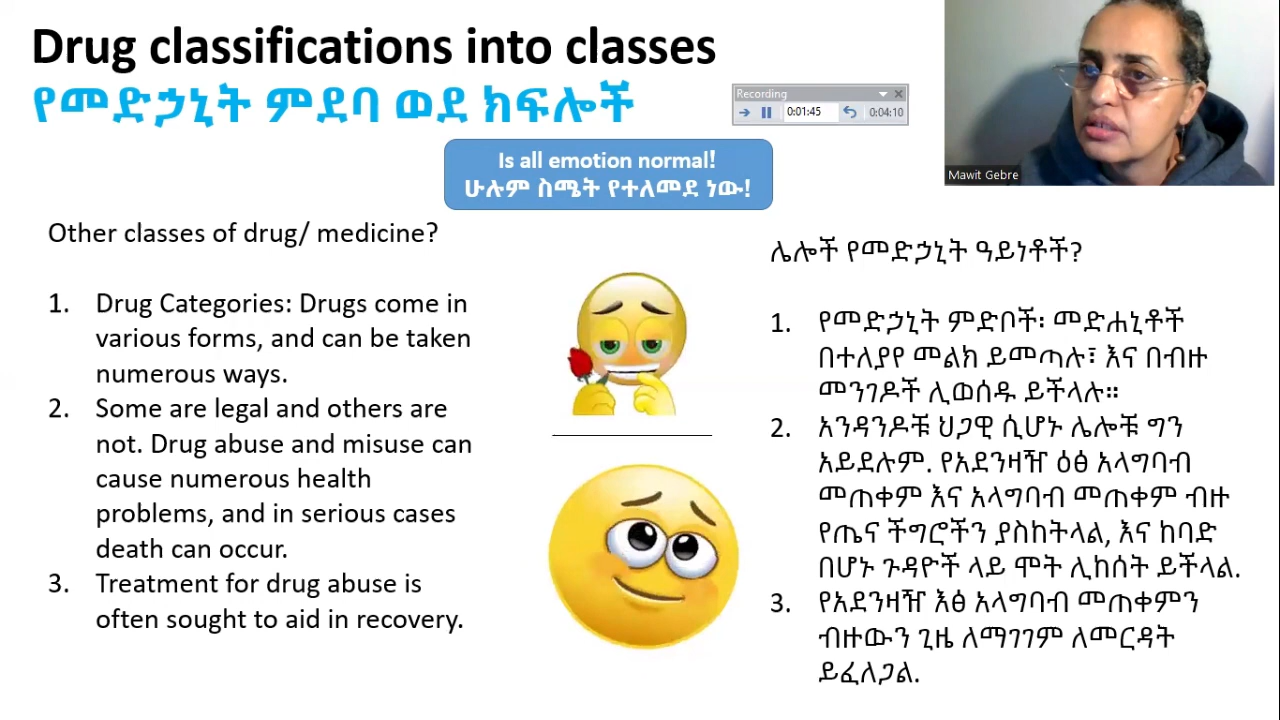 Drug classifications into classes
የመድኃኒት ምደባ ወደ ክፍሎች
Recording
0:01:45
0:04:10
Mawit Gebre
Is all emotion normal!
ሁሉም ስሜት የተለመደ ነው!
Other classes of drug/ medicine?
1. Drug Categories: Drugs come in
various forms, and can be taken
numerous ways.
2. Some are legal and others are
not. Drug abuse and misuse can
cause numerous health
problems, and in serious cases
death can occur.
3. Treatment for drug abuse is
often sought to aid in recovery.
ሌሎች የመድኃኒት ዓይነቶች?
1. የመድኃኒት ምድቦች፡ መድሐኒቶች
በተለያየ መልክ ይመጣሉ፣ እና በብዙ
መንገዶች ሊወሰዱ ይችላሉ።
2. አንዳንዶቹ ህጋዊ ሲሆኑ ሌሎቹ ግን
አይደሉም. የአደንዛዥ ዕፅ አላግባብ
መጠቀም እና አላግባብ መጠቀም ብዙ
የጤና ችግሮችን ያስከትላል, እና ከባድ
በሆኑ ጉዳዮች ላይ ሞት ሊከሰት ይችላል.
3. የአደንዛዥ እፅ አላግባብ መጠቀምን
ብዙውን ጊዜ ለማገገም ለመርዳት
ይፈለጋል.